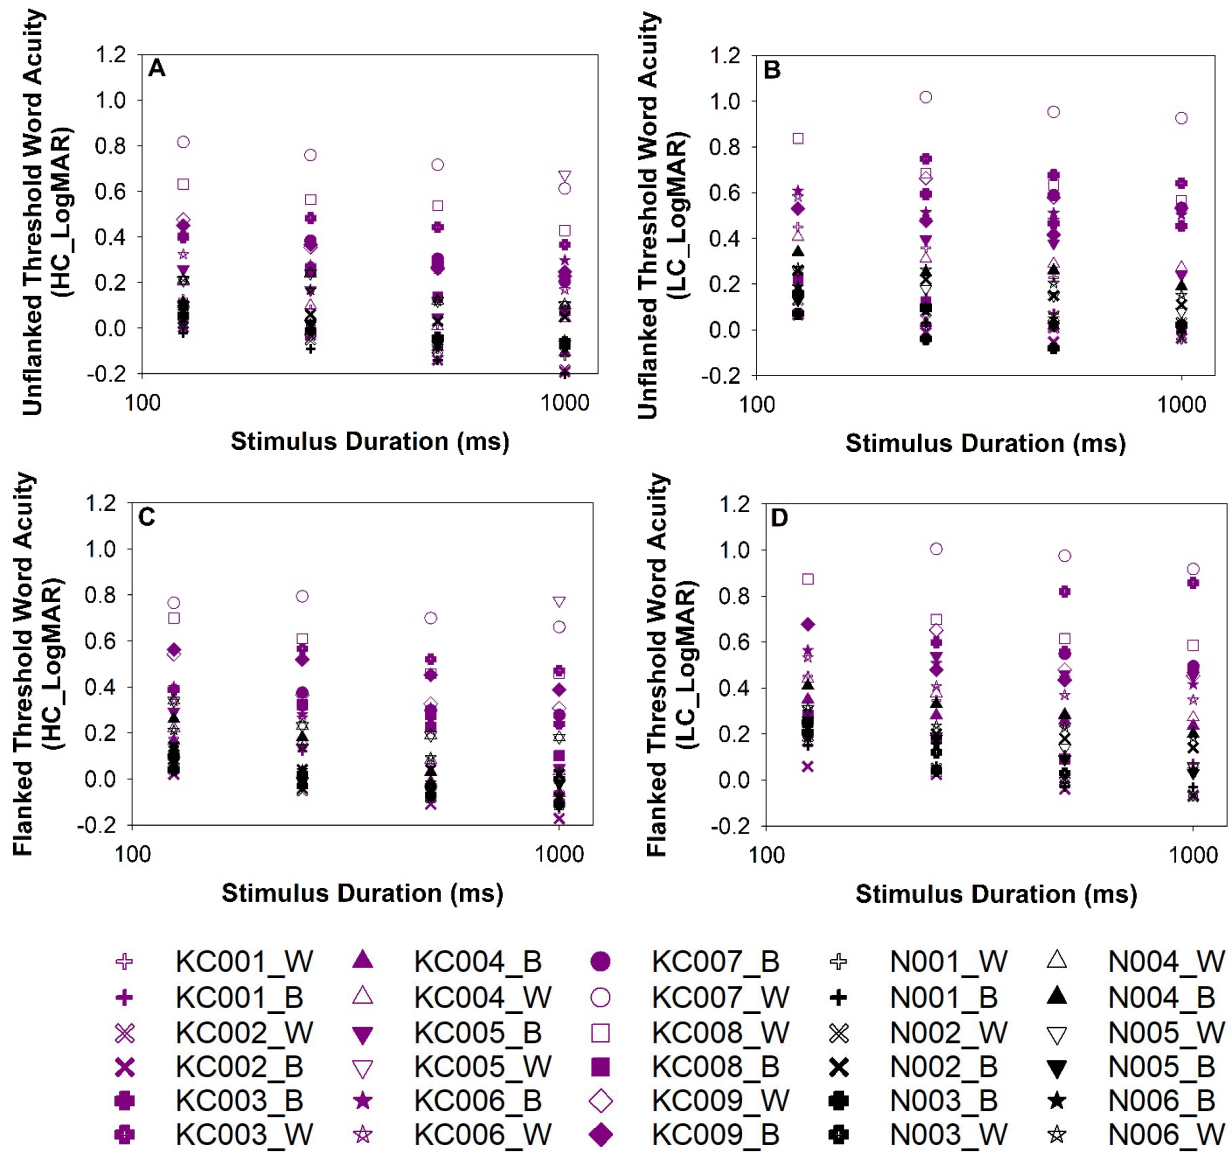 A
Unflanked Threshold Word Acuity
(HC_LogMAR)
1.2
1.0
0.8
0.6
0.4
0.2
0.0
-0.2
100
1000
Stimulus Duration (ms)
B
Unflanked Threshold Word Acuity
(LC_LogMAR)
1.2
1.0
0.8
0.6
0.4
0.2
0.0
-0.2
100
1000
Stimulus Duration (ms)
C
Flanked Threshold Word Acuity
(HC_LogMAR)
1.2
1.0
0.8
0.6
0.4
0.2
0.0
-0.2
100
1000
Stimulus Duration (ms)
D
Flanked Threshold Word Acuity
(LC_LogMAR)
1.2
1.0
0.8
0.6
0.4
0.2
0.0
-0.2
100
1000
Stimulus Duration (ms)
KC001_W KC004_B KC007_B N001_W N004_W
KC001_B KC004_W KC007_W N001_B N004_B
KC002_W KC005_B KC008_W N002_W N005_W
KC002_B KC005_W KC008_B N002_B N005_B
KC003_B KC006_B KC009_W N003_B N006_B
KC003_W KC006_W KC009_B N003_W N006_W